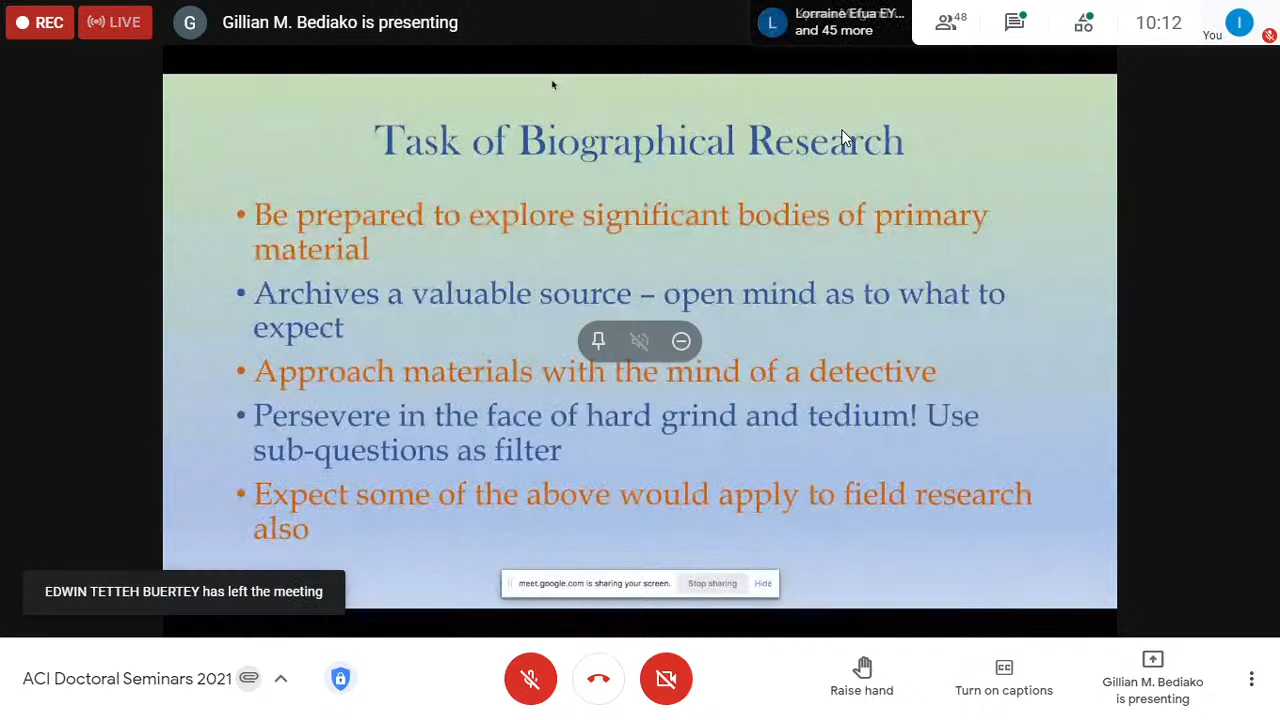 REC
LIVE
G
Gillian M. Bediako is presenting
L
Lorraine Efua EY...
and 45 more
48
10:12
You
I
Task of Biographical Research
• Be prepared to explore significant bodies of primary
material
• Archives a valuable source – open mind as to what to
expect
• Approach materials with the mind of a detective
• Persevere in the face of hard grind and tedium! Use
sub-questions as filter
• Expect some of the above would apply to field research
also
meet.google.com is sharing your screen.
Stop sharing
Hide
EDWIN TETTEH BUERTEY has left the meeting
ACI Doctoral Seminars 2021
Raise hand
CC
Turn on captions
Gillian M. Bediako
is presenting